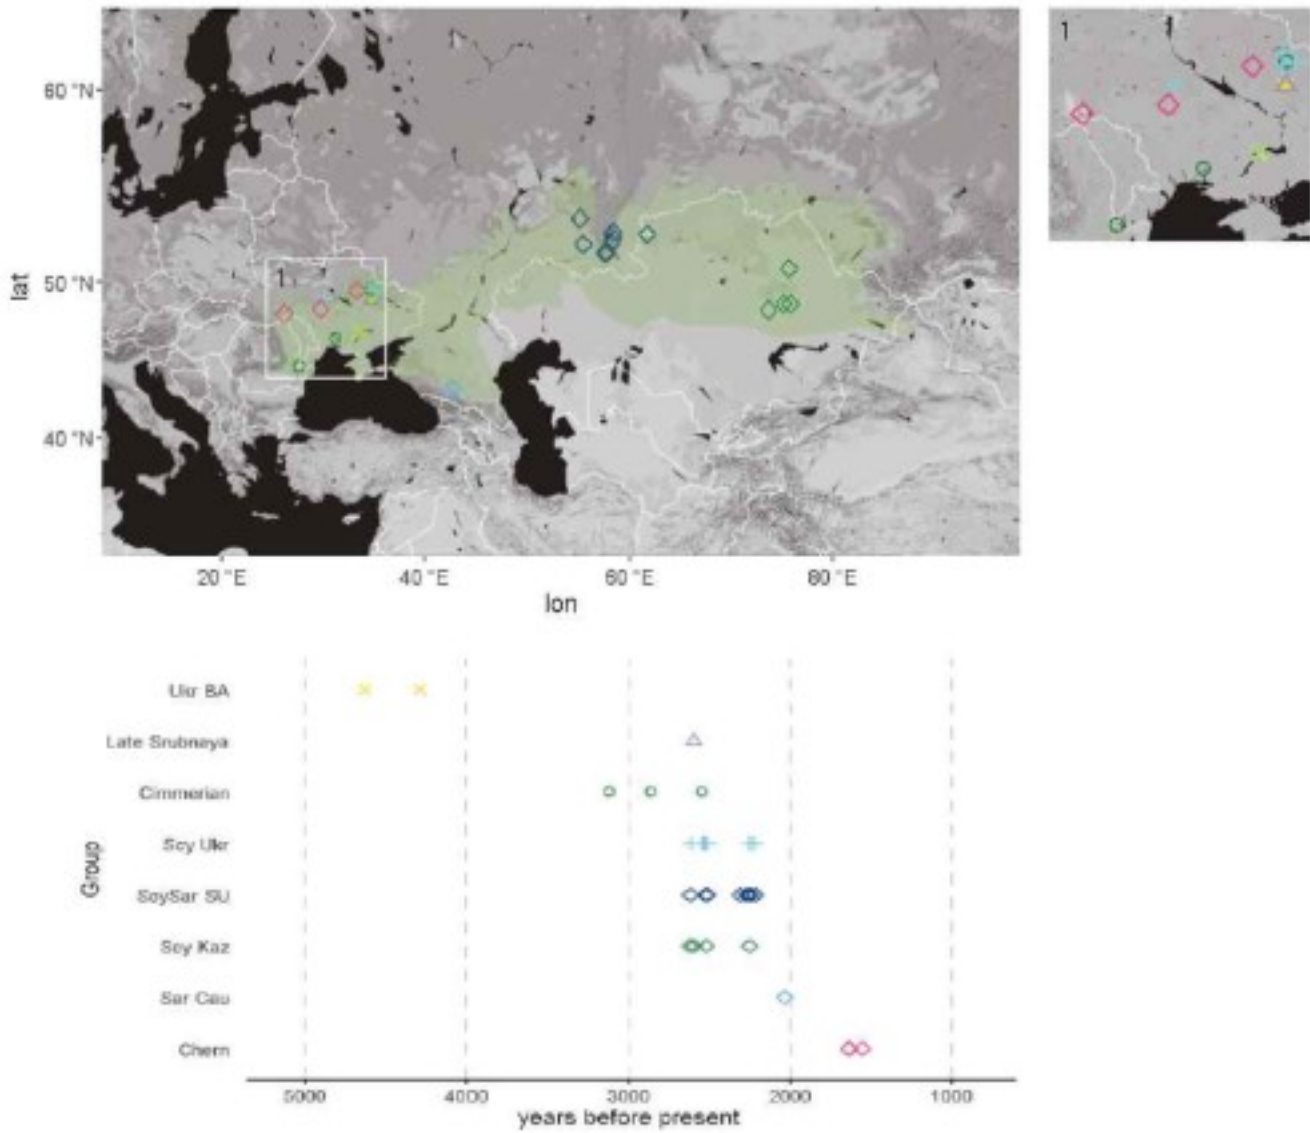 1
60 °N
50 °N
40 °N
lat
1
20 °E
40 °E
60 °E
80 °E
lon
Ukr BA
Late Srubnaya
Cimmerian
Scy Ukr
ScySar SU
Scy Kaz
Sar Cau
Chern
Group
5000
4000
3000
2000
1000
years before present